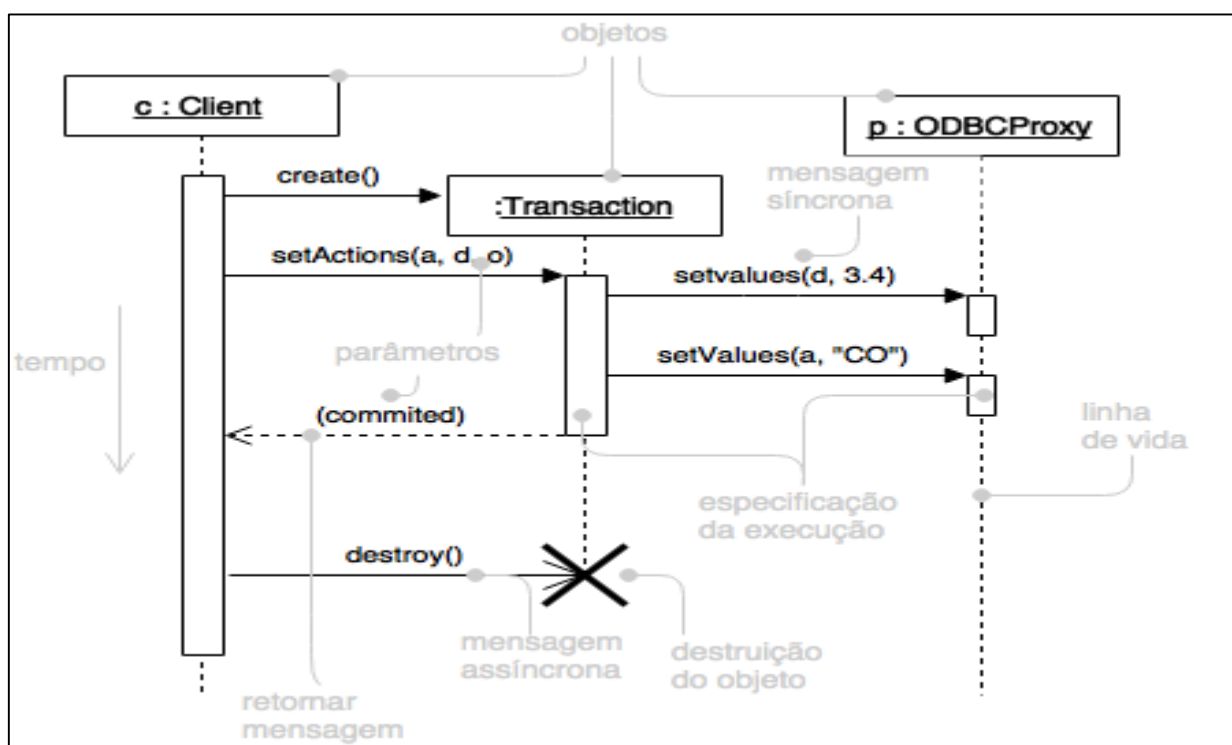 objetos
c : Client
p : ODBCProxy
create()
mensagem
síncrona
:Transaction
setActions(a, d, o)
setvalues(d, 3.4)
tempo
parâmetros
setValues(a, "CO")
(commited)
linha
de vida
especificação
da execução
destroy()
mensagem
assíncrona
destruição
do objeto
retornar
mensagem